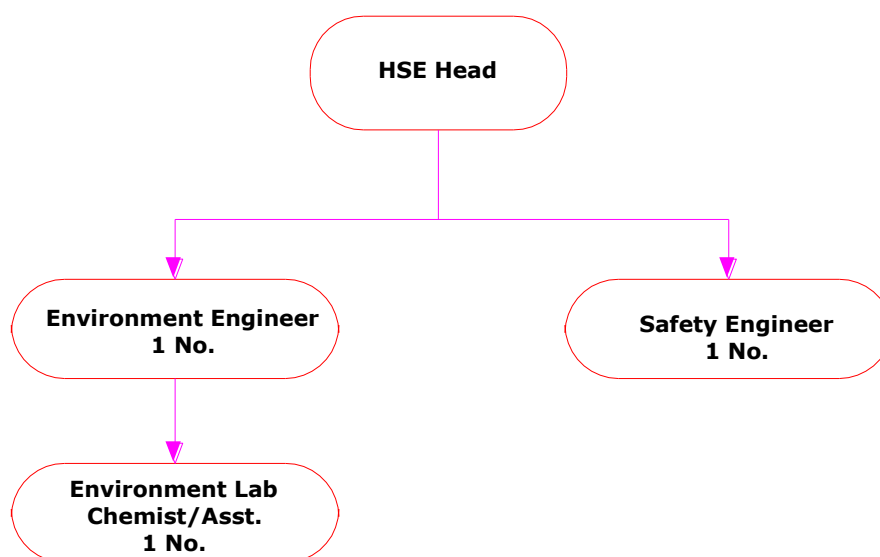 HSE Head
Environment Engineer
1 No.
Safety Engineer
1 No.
Environment Lab
Chemist/Asst.
1 No.